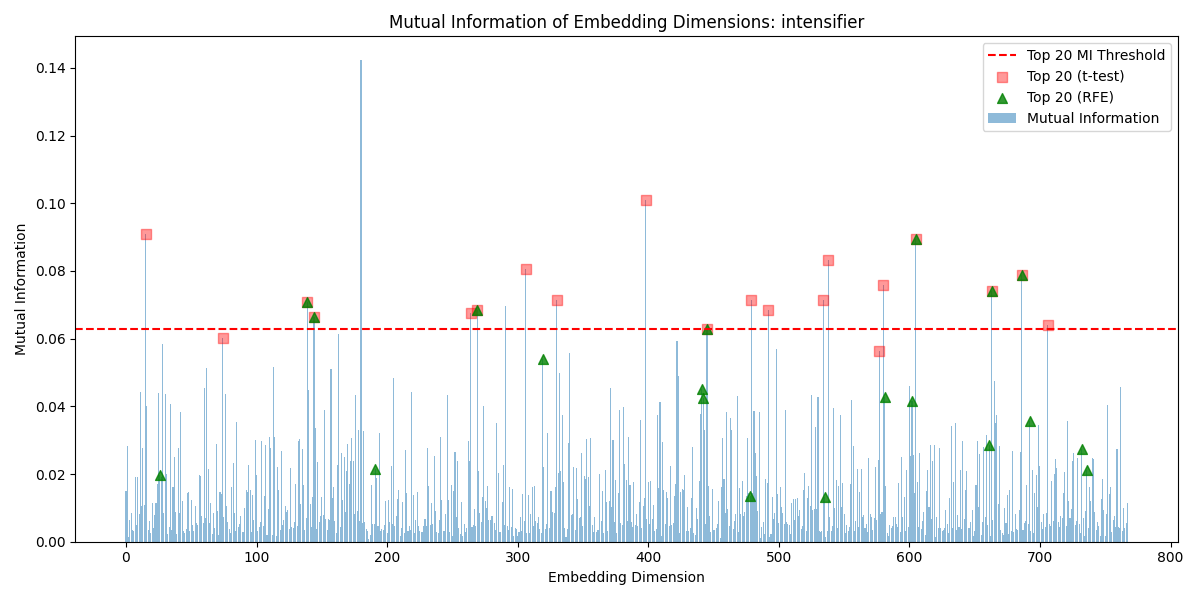 Mutual Information of Embedding Dimensions: intensifier
Top 20 MI Threshold
Top 20 (t-test)
Top 20 (RFE)
Mutual Information
0.14
0.12
0.10
0.08
0.06
0.04
0.02
0.00
Mutual Information
0 100 200 300 400 500 600 700 800
Embedding Dimension